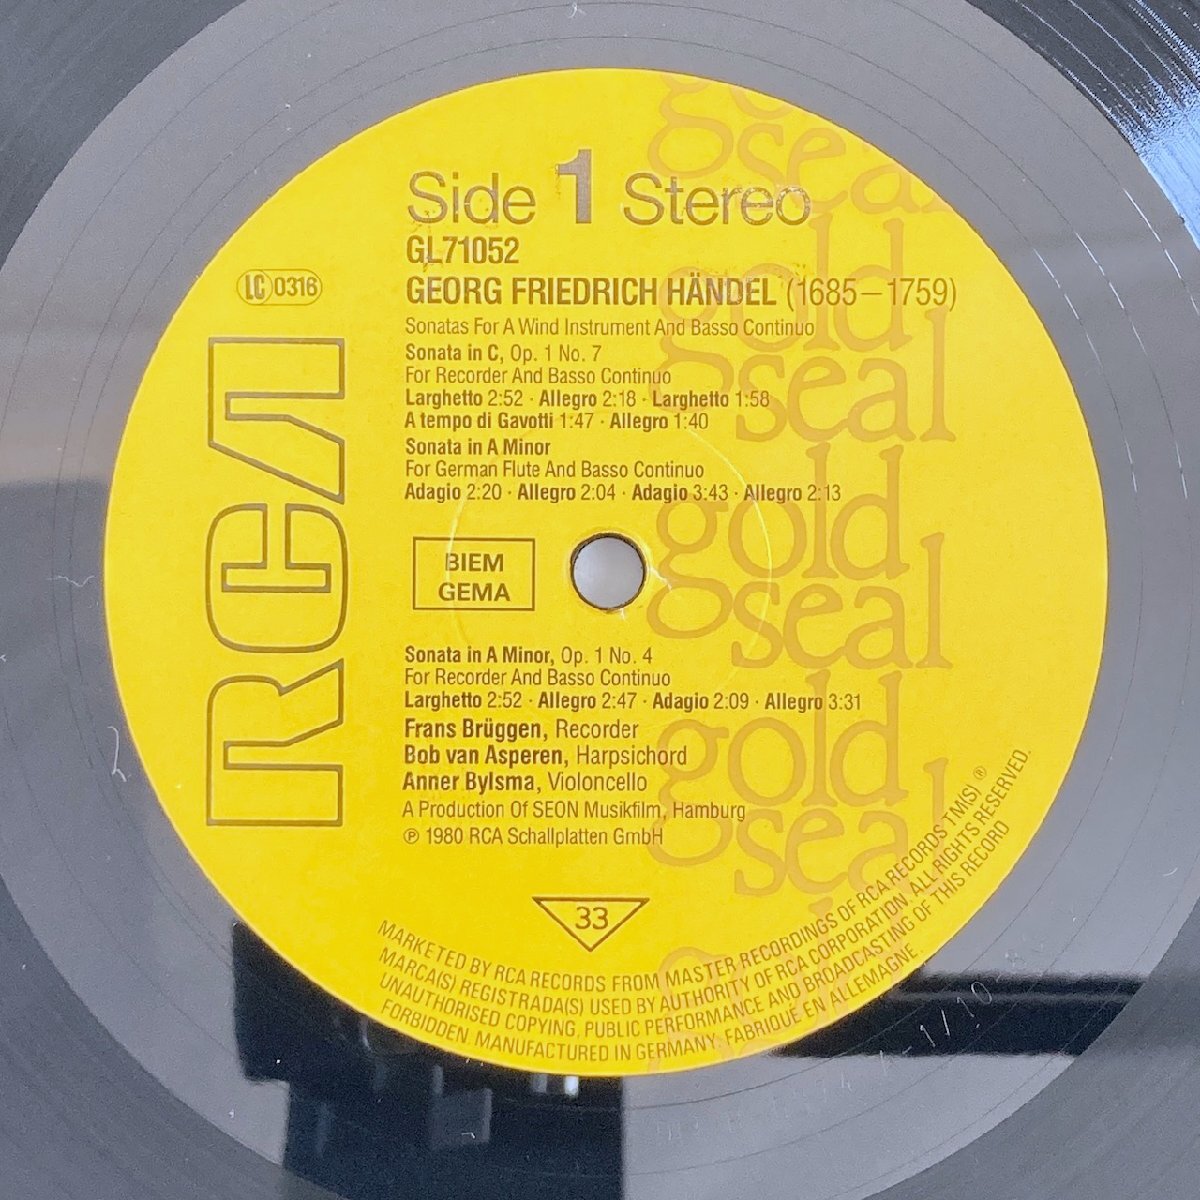 Side 1 Stereo
GL71052
LC 0316
GEORG FRIEDRICH HÄNDEL (1685–1759)
Sonatas For A Wind Instrument And Basso Continuo
Sonata in C, Op. 1 No. 7
For Recorder And Basso Continuo
Larghetto 2:52 · Allegro 2:18 · Larghetto 1:58
A tempo di Gavotti 1:47 · Allegro 1:40
Sonata in A Minor
For German Flute And Basso Continuo
Adagio 2:20 · Allegro 2:04 · Adagio 3:43 · Allegro 2:13
RCA
BIEM
GEMA
Sonata in A Minor, Op. 1 No. 4
For Recorder And Basso Continuo
Larghetto 2:52 · Allegro 2:47 · Adagio 2:09 · Allegro 3:31
Frans Brüggen, Recorder
Bob van Asperen, Harpsichord
Anner Bylsma, Violoncello
A Production Of SEON Musikfilm, Hamburg
℗ 1980 RCA Schallplatten GmbH
33
MARKETED BY RCA RECORDS FROM MASTER RECORDINGS OF RCA RECORDS TM(S) ®
MARCA(S) REGISTRADA(S) USED BY AUTHORITY OF RCA CORPORATION. ALL RIGHTS RESERVED.
UNAUTHORISED COPYING, PUBLIC PERFORMANCE AND BROADCASTING OF THIS RECORD
FORBIDDEN. MANUFACTURED IN GERMANY; FABRIQUÉ EN ALLEMAGNE.
gold
seal
gold
seal
gold
seal
gold
seal